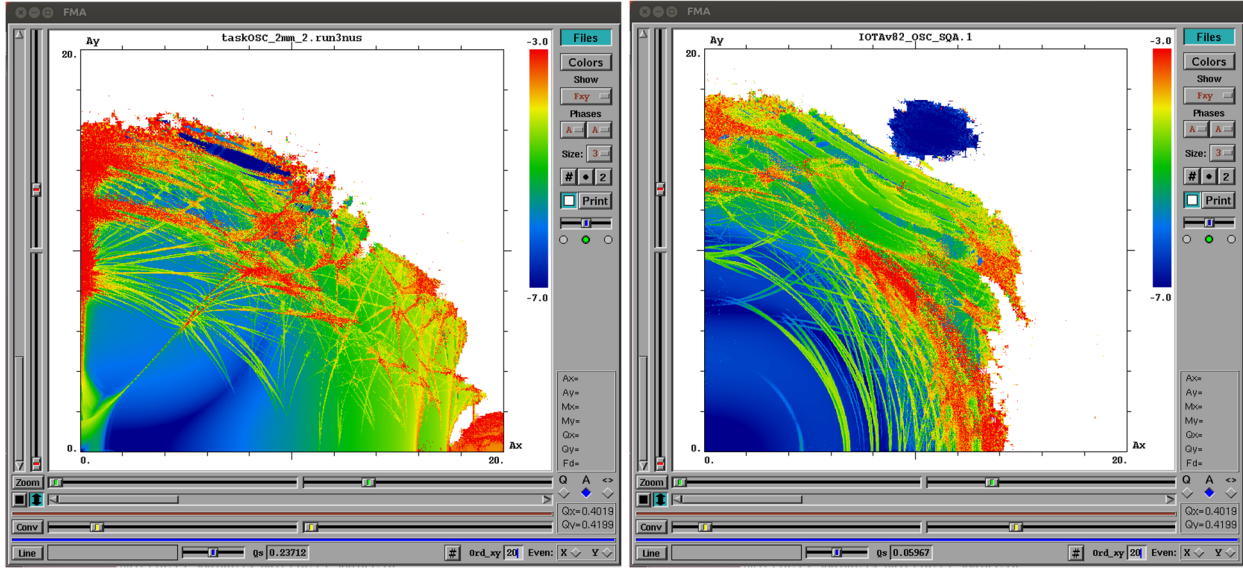 FMA
taskOSC_2mm_2.run3nus
Ay
20.
0.
0.
20.
Ax
-3.0
-7.0
Files
Colors
Show
Fxy
Phases
A A
Size: 3
# 2
Print
Ax=
Ay=
Mx=
My=
Qx=
Qy=
Fd=
Q A <>
Qx=0.4019
Qy=0.4199
Zoom
Conv
Line
Qs 0.23712
# Ord_xy 20 Even: X Y
FMA
IOTAv82_OSC_SQA.1
Ay
20.
0.
0.
20.
Ax
-3.0
-7.0
Files
Colors
Show
Fxy
Phases
A A
Size: 3
# 2
Print
Ax=
Ay=
Mx=
My=
Qx=
Qy=
Fd=
Q A <>
Qx=0.4019
Qy=0.4199
Zoom
Conv
Line
Qs 0.05967
# Ord_xy 20 Even: X Y